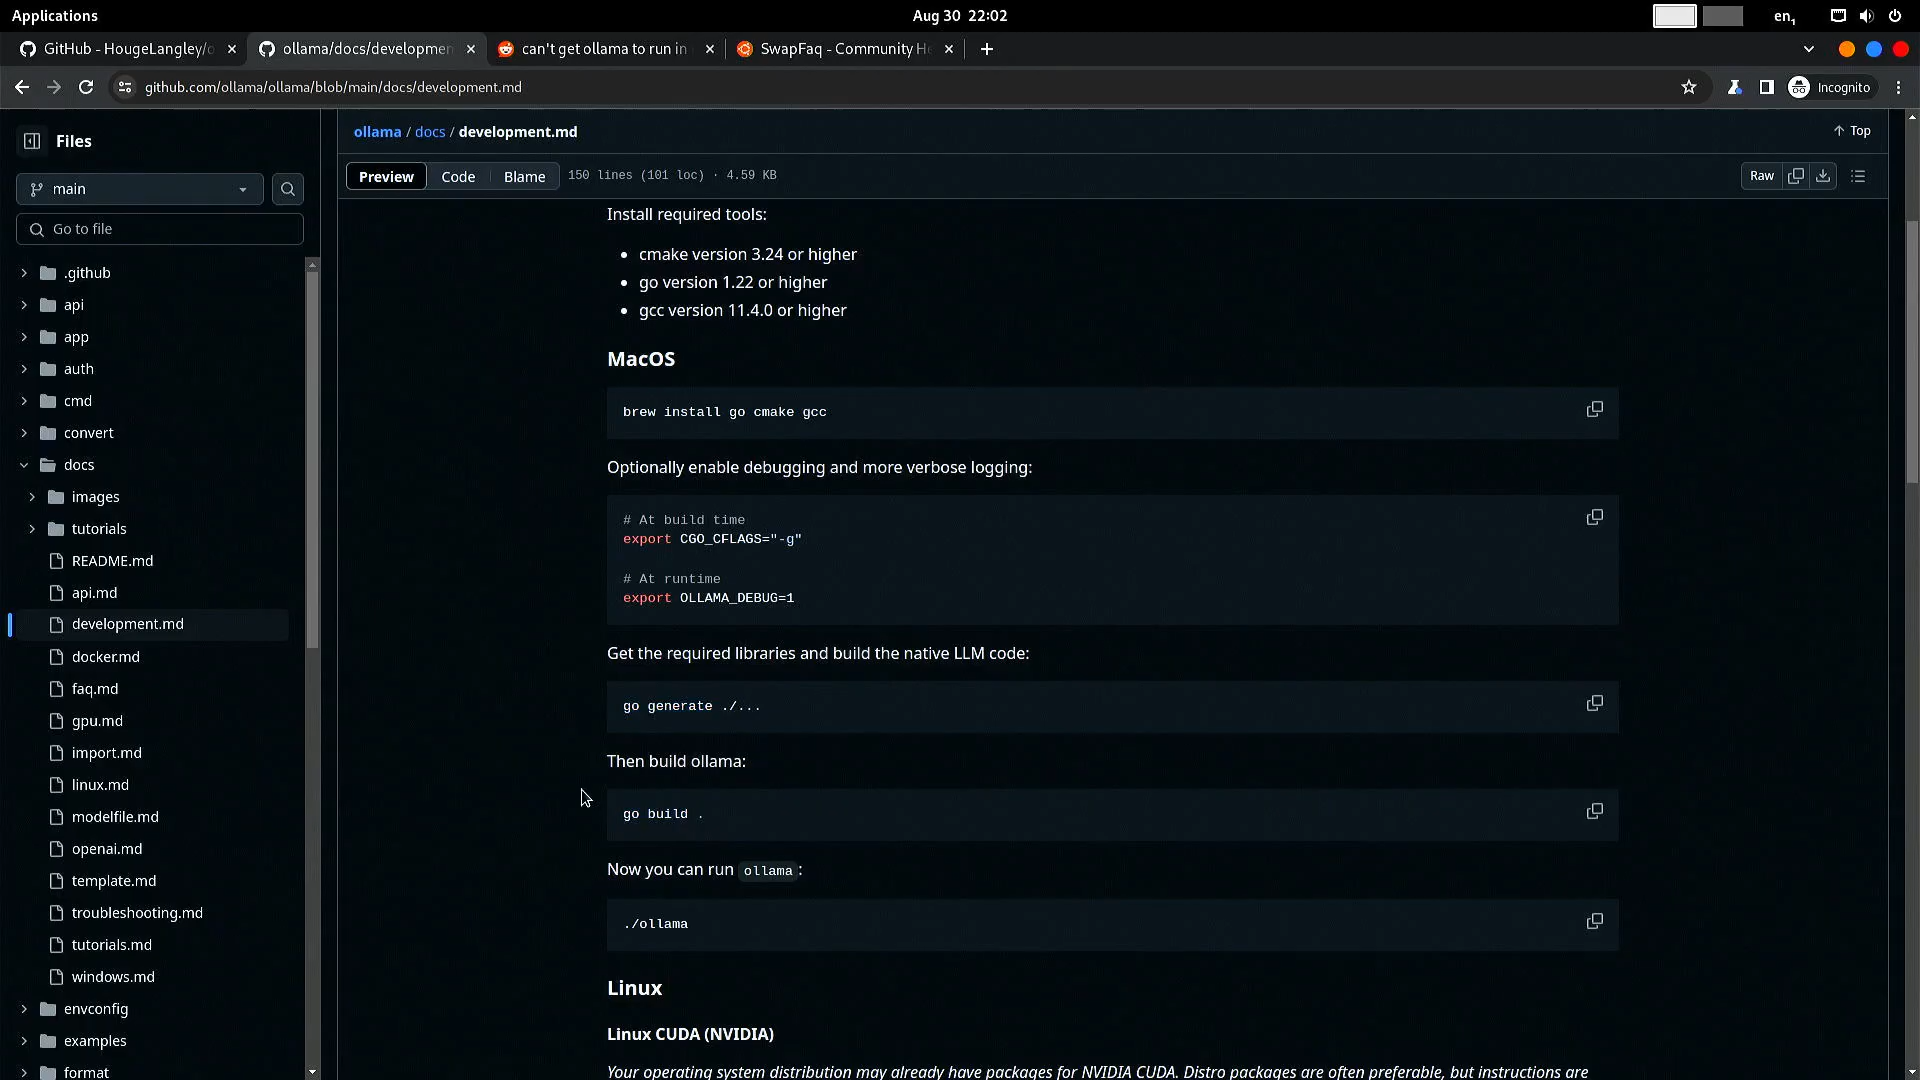 Applications
Aug 30 22:02
en₁
GitHub - HougeLangley/o
ollama/docs/developmen
can't get ollama to run in
SwapFaq - Community He
github.com/ollama/ollama/blob/main/docs/development.md
Incognito
Files
main
Go to file
.github
api
app
auth
cmd
convert
docs
images
tutorials
README.md
api.md
development.md
docker.md
faq.md
gpu.md
import.md
linux.md
modelfile.md
openai.md
template.md
troubleshooting.md
tutorials.md
windows.md
envconfig
examples
format
ollama / docs / development.md
Top
Preview
Code
Blame
150 lines (101 loc) · 4.59 KB
Raw
Install required tools:
• cmake version 3.24 or higher
• go version 1.22 or higher
• gcc version 11.4.0 or higher
MacOS
brew install go cmake gcc
Optionally enable debugging and more verbose logging:
# At build time
export CGO_CFLAGS="-g"
# At runtime
export OLLAMA_DEBUG=1
Get the required libraries and build the native LLM code:
go generate ./...
Then build ollama:
go build .
Now you can run ollama:
./ollama
Linux
Linux CUDA (NVIDIA)
Your operating system distribution may already have packages for NVIDIA CUDA. Distro packages are often preferable, but instructions are